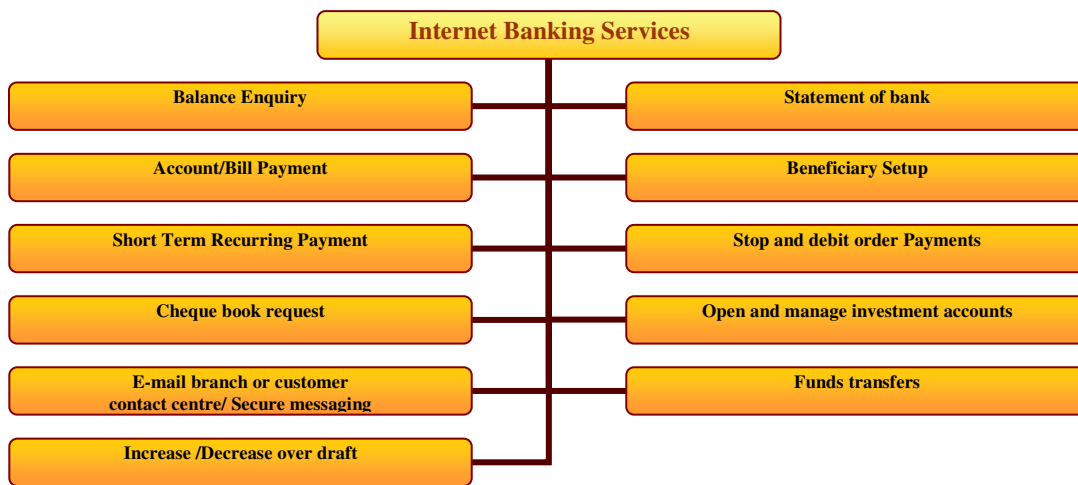 Internet Banking Services
Balance Enquiry
Statement of bank
Account/Bill Payment
Beneficiary Setup
Short Term Recurring Payment
Stop and debit order Payments
Cheque book request
Open and manage investment accounts
E-mail branch or customer
contact centre/ Secure messaging
Funds transfers
Increase /Decrease over draft